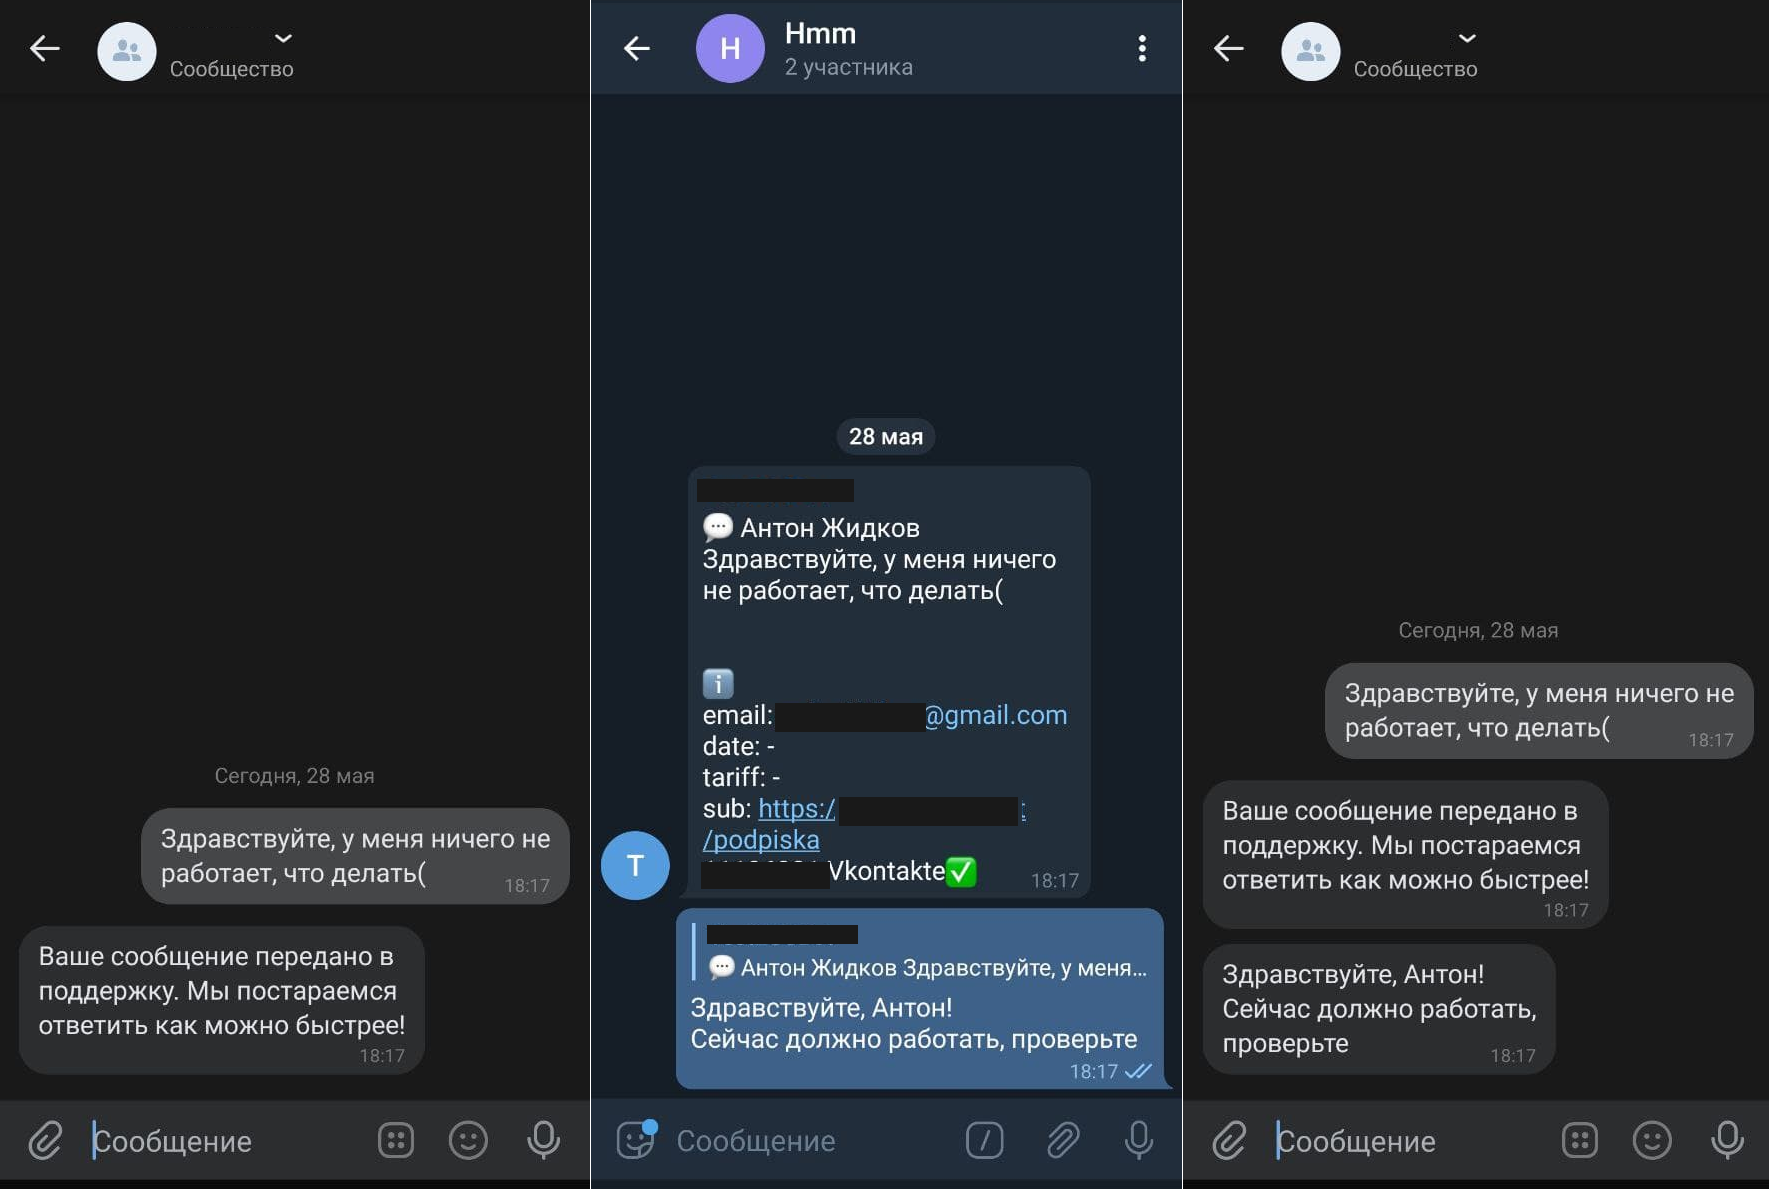 Сообщество
Сегодня, 28 мая
Здравствуйте, у меня ничего не
работает, что делать(
18:17
Ваше сообщение передано в
поддержку. Мы постараемся
ответить как можно быстрее!
18:17
Сообщение
H
Hmm
2 участника
28 мая
💬 Антон Жидков
Здравствуйте, у меня ничего
не работает, что делать(
ℹ️
email: @gmail.com
date: -
tariff: -
sub: https:/
/podpiska
Vkontakte✅
18:17
T
💬 Антон Жидков Здравствуйте, у меня...
Здравствуйте, Антон!
Сейчас должно работать, проверьте
18:17
Сообщение
Сообщество
Сегодня, 28 мая
Здравствуйте, у меня ничего не
работает, что делать(
18:17
Ваше сообщение передано в
поддержку. Мы постараемся
ответить как можно быстрее!
18:17
Здравствуйте, Антон!
Сейчас должно работать,
проверьте
18:17
Сообщение